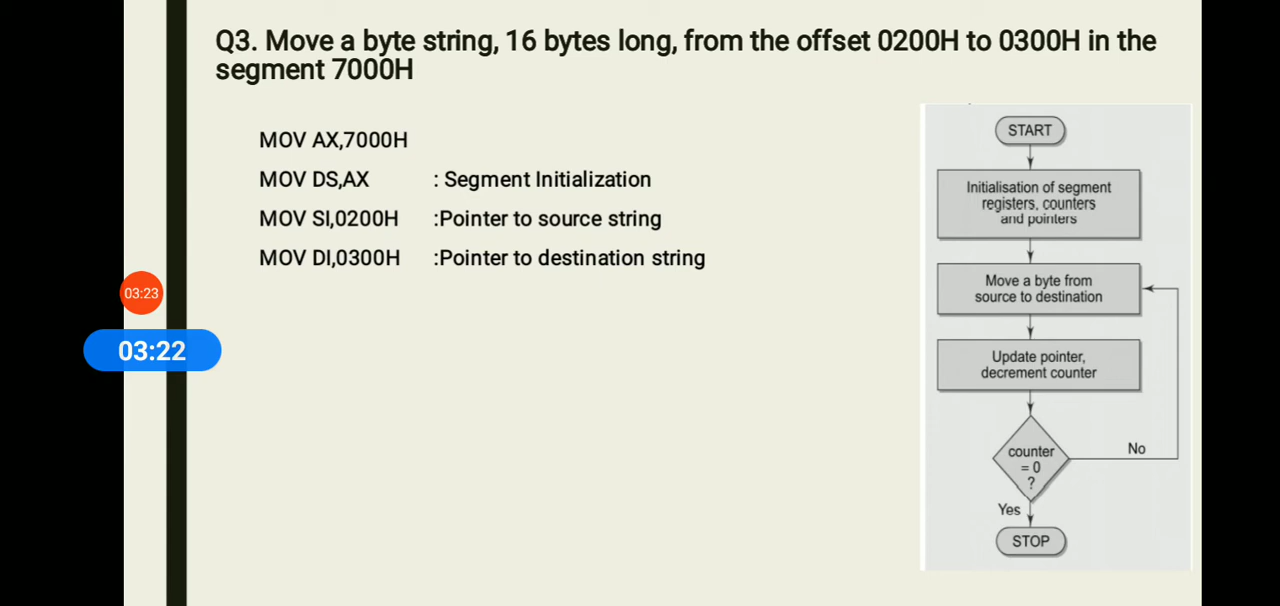 Q3. Move a byte string, 16 bytes long, from the offset 0200H to 0300H in the
segment 7000H
MOV AX,7000H
MOV DS,AX : Segment Initialization
MOV SI,0200H :Pointer to source string
MOV DI,0300H :Pointer to destination string
03:23
03:22
START
Initialisation of segment
registers, counters
and pointers
Move a byte from
source to destination
Update pointer,
decrement counter
counter
= 0
?
No
Yes
STOP